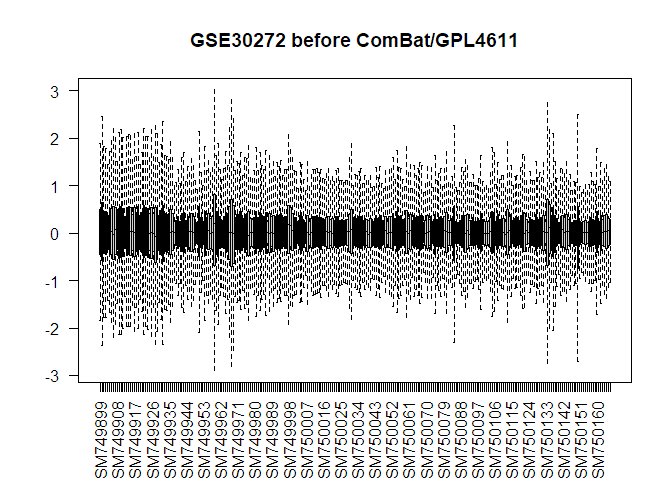 GSE30272 before ComBat/GPL4611
3
2
1
0
-1
-2
-3
SM749899
SM749908
SM749917
SM749926
SM749935
SM749944
SM749953
SM749962
SM749971
SM749980
SM749989
SM749998
SM750007
SM750016
SM750025
SM750034
SM750043
SM750052
SM750061
SM750070
SM750079
SM750088
SM750097
SM750106
SM750115
SM750124
SM750133
SM750142
SM750151
SM750160